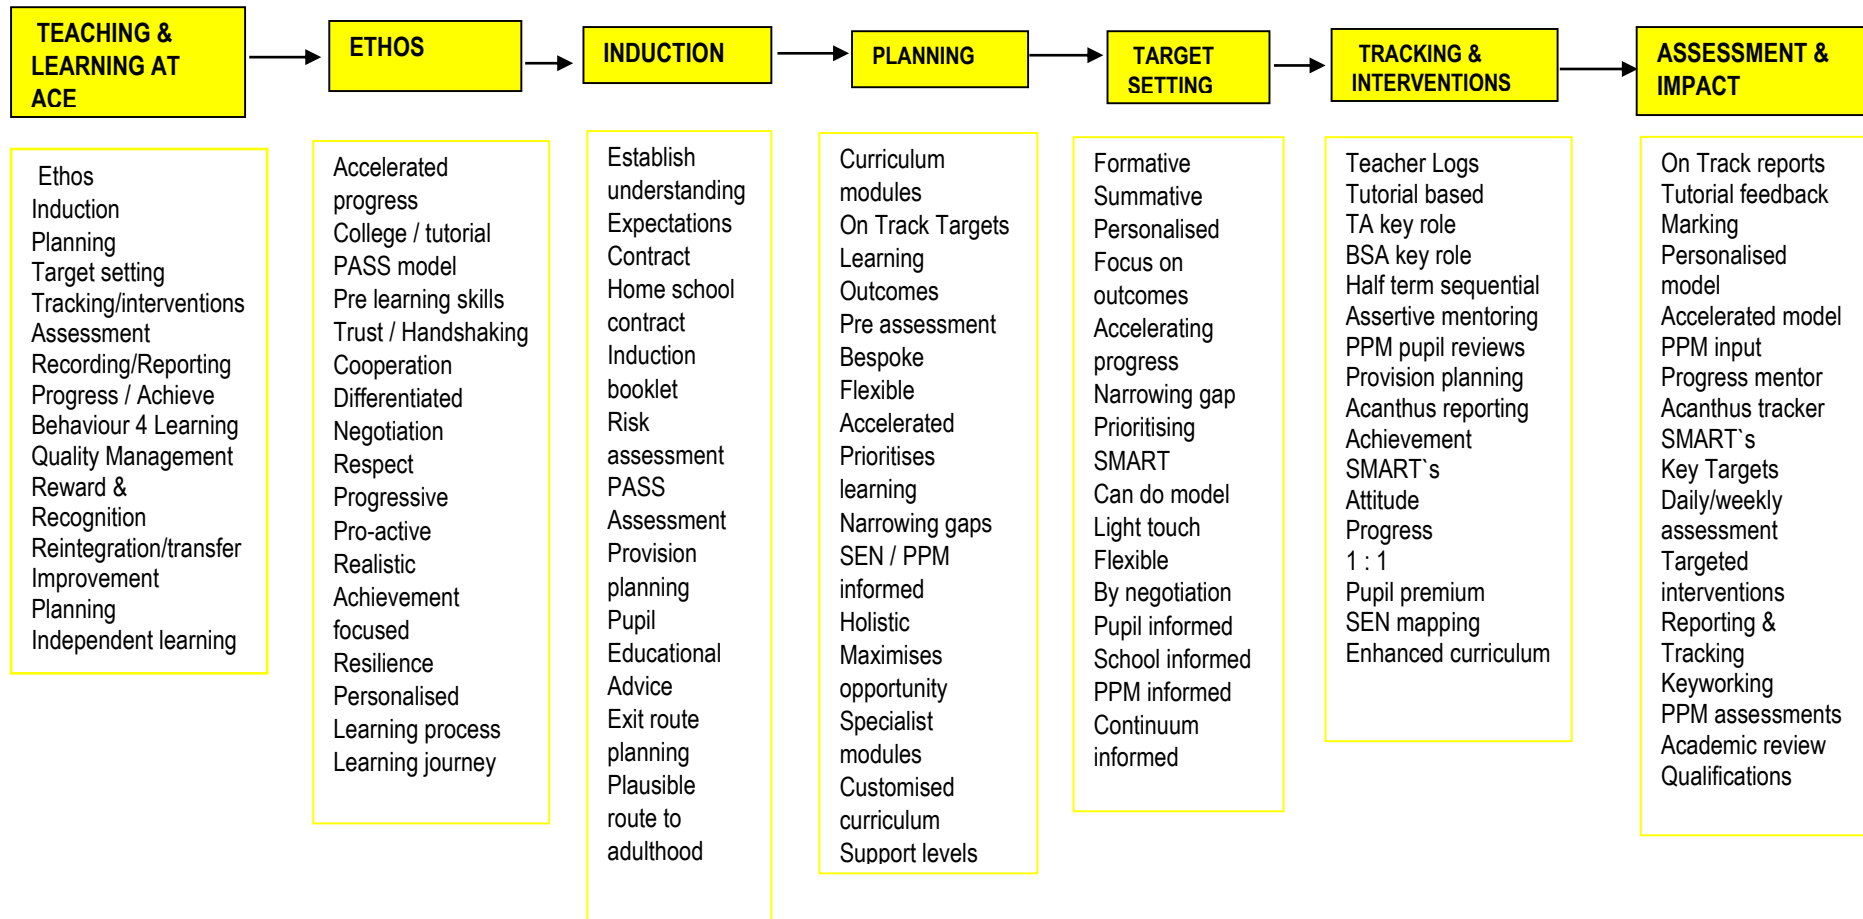 TEACHING &
LEARNING AT
ACE
ETHOS
INDUCTION
PLANNING
TARGET
SETTING
TRACKING &
INTERVENTIONS
ASSESSMENT &
IMPACT
Ethos
Induction
Planning
Target setting
Tracking/interventions
Assessment
Recording/Reporting
Progress / Achieve
Behaviour 4 Learning
Quality Management
Reward &
Recognition
Reintegration/transfer
Improvement
Planning
Independent learning
Accelerated
progress
College / tutorial
PASS model
Pre learning skills
Trust / Handshaking
Cooperation
Differentiated
Negotiation
Respect
Progressive
Pro-active
Realistic
Achievement
focused
Resilience
Personalised
Learning process
Learning journey
Establish
understanding
Expectations
Contract
Home school
contract
Induction
booklet
Risk
assessment
PASS
Assessment
Provision
planning
Pupil
Educational
Advice
Exit route
planning
Plausible
route to
adulthood
Curriculum
modules
On Track Targets
Learning
Outcomes
Pre assessment
Bespoke
Flexible
Accelerated
Prioritises
learning
Narrowing gaps
SEN / PPM
informed
Holistic
Maximises
opportunity
Specialist
modules
Customised
curriculum
Support levels
Formative
Summative
Personalised
Focus on
outcomes
Accelerating
progress
Narrowing gap
Prioritising
SMART
Can do model
Light touch
Flexible
By negotiation
Pupil informed
School informed
PPM informed
Continuum
informed
Teacher Logs
Tutorial based
TA key role
BSA key role
Half term sequential
Assertive mentoring
PPM pupil reviews
Provision planning
Acanthus reporting
Achievement
SMART`s
Attitude
Progress
1 : 1
Pupil premium
SEN mapping
Enhanced curriculum
On Track reports
Tutorial feedback
Marking
Personalised
model
Accelerated model
PPM input
Progress mentor
Acanthus tracker
SMART`s
Key Targets
Daily/weekly
assessment
Targeted
interventions
Reporting &
Tracking
Keyworking
PPM assessments
Academic review
Qualifications